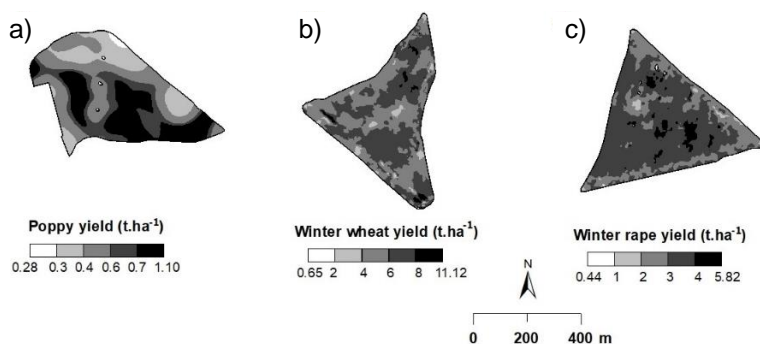 a)
b)
c)
Poppy yield (t.ha⁻¹)
0.28 0.3 0.4 0.6 0.7 1.10
Winter wheat yield (t.ha⁻¹)
0.65 2 4 6 8 11.12
Winter rape yield (t.ha⁻¹)
0.44 1 2 3 4 5.82
N
0 200 400 m